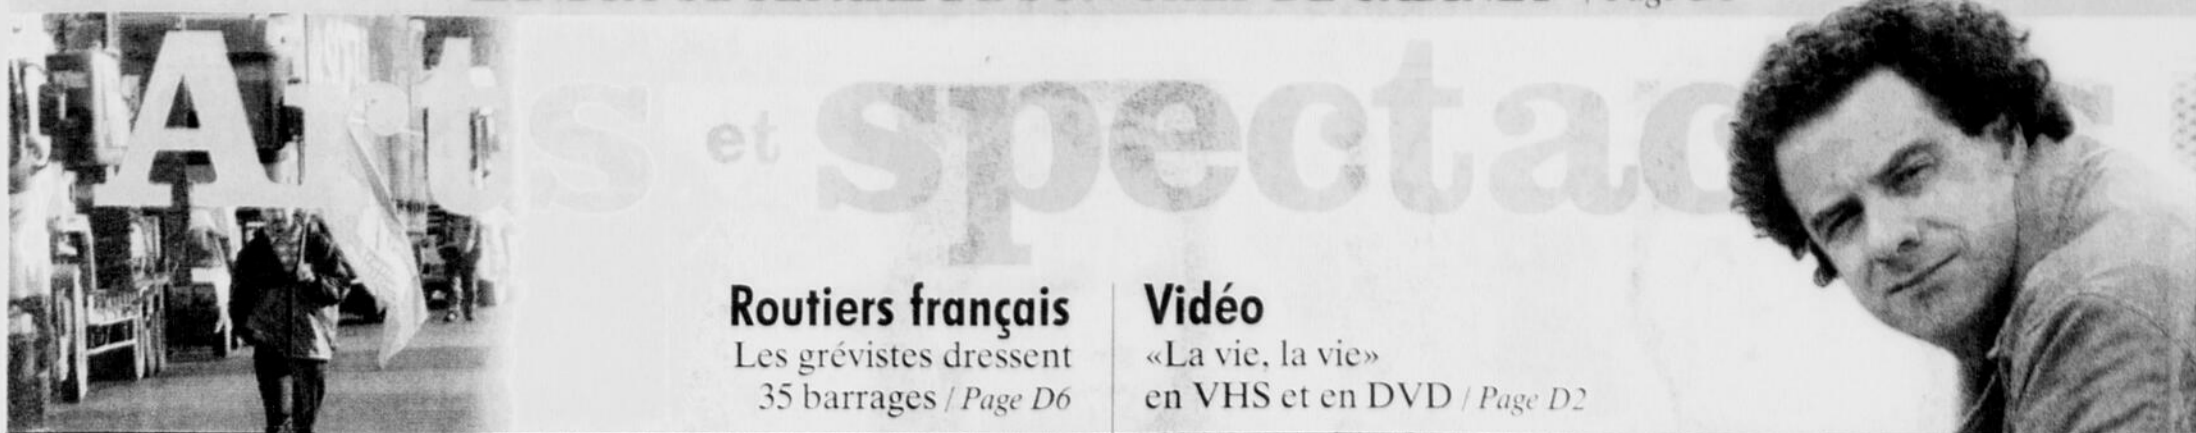 Arts et spectac
Routiers français
Les grévistes dressent
35 barrages / Page D6
Vidéo
«La vie, la vie»
en VHS et en DVD / Page D2